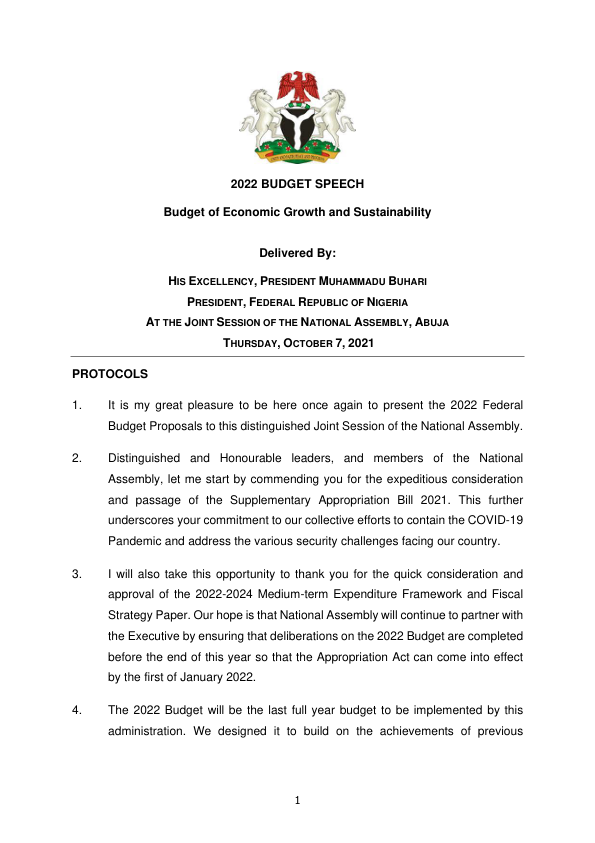 2022 BUDGET SPEECH
Budget of Economic Growth and Sustainability
Delivered By:
HIS EXCELLENCY, PRESIDENT MUHAMMADU BUHARI
PRESIDENT, FEDERAL REPUBLIC OF NIGERIA
AT THE JOINT SESSION OF THE NATIONAL ASSEMBLY, ABUJA
THURSDAY, OCTOBER 7, 2021
PROTOCOLS
1. It is my great pleasure to be here once again to present the 2022 Federal
Budget Proposals to this distinguished Joint Session of the National Assembly.
2. Distinguished and Honourable leaders, and members of the National
Assembly, let me start by commending you for the expeditious consideration
and passage of the Supplementary Appropriation Bill 2021. This further
underscores your commitment to our collective efforts to contain the COVID-19
Pandemic and address the various security challenges facing our country.
3. I will also take this opportunity to thank you for the quick consideration and
approval of the 2022-2024 Medium-term Expenditure Framework and Fiscal
Strategy Paper. Our hope is that National Assembly will continue to partner with
the Executive by ensuring that deliberations on the 2022 Budget are completed
before the end of this year so that the Appropriation Act can come into effect
by the first of January 2022.
4. The 2022 Budget will be the last full year budget to be implemented by this
administration. We designed it to build on the achievements of previous
1